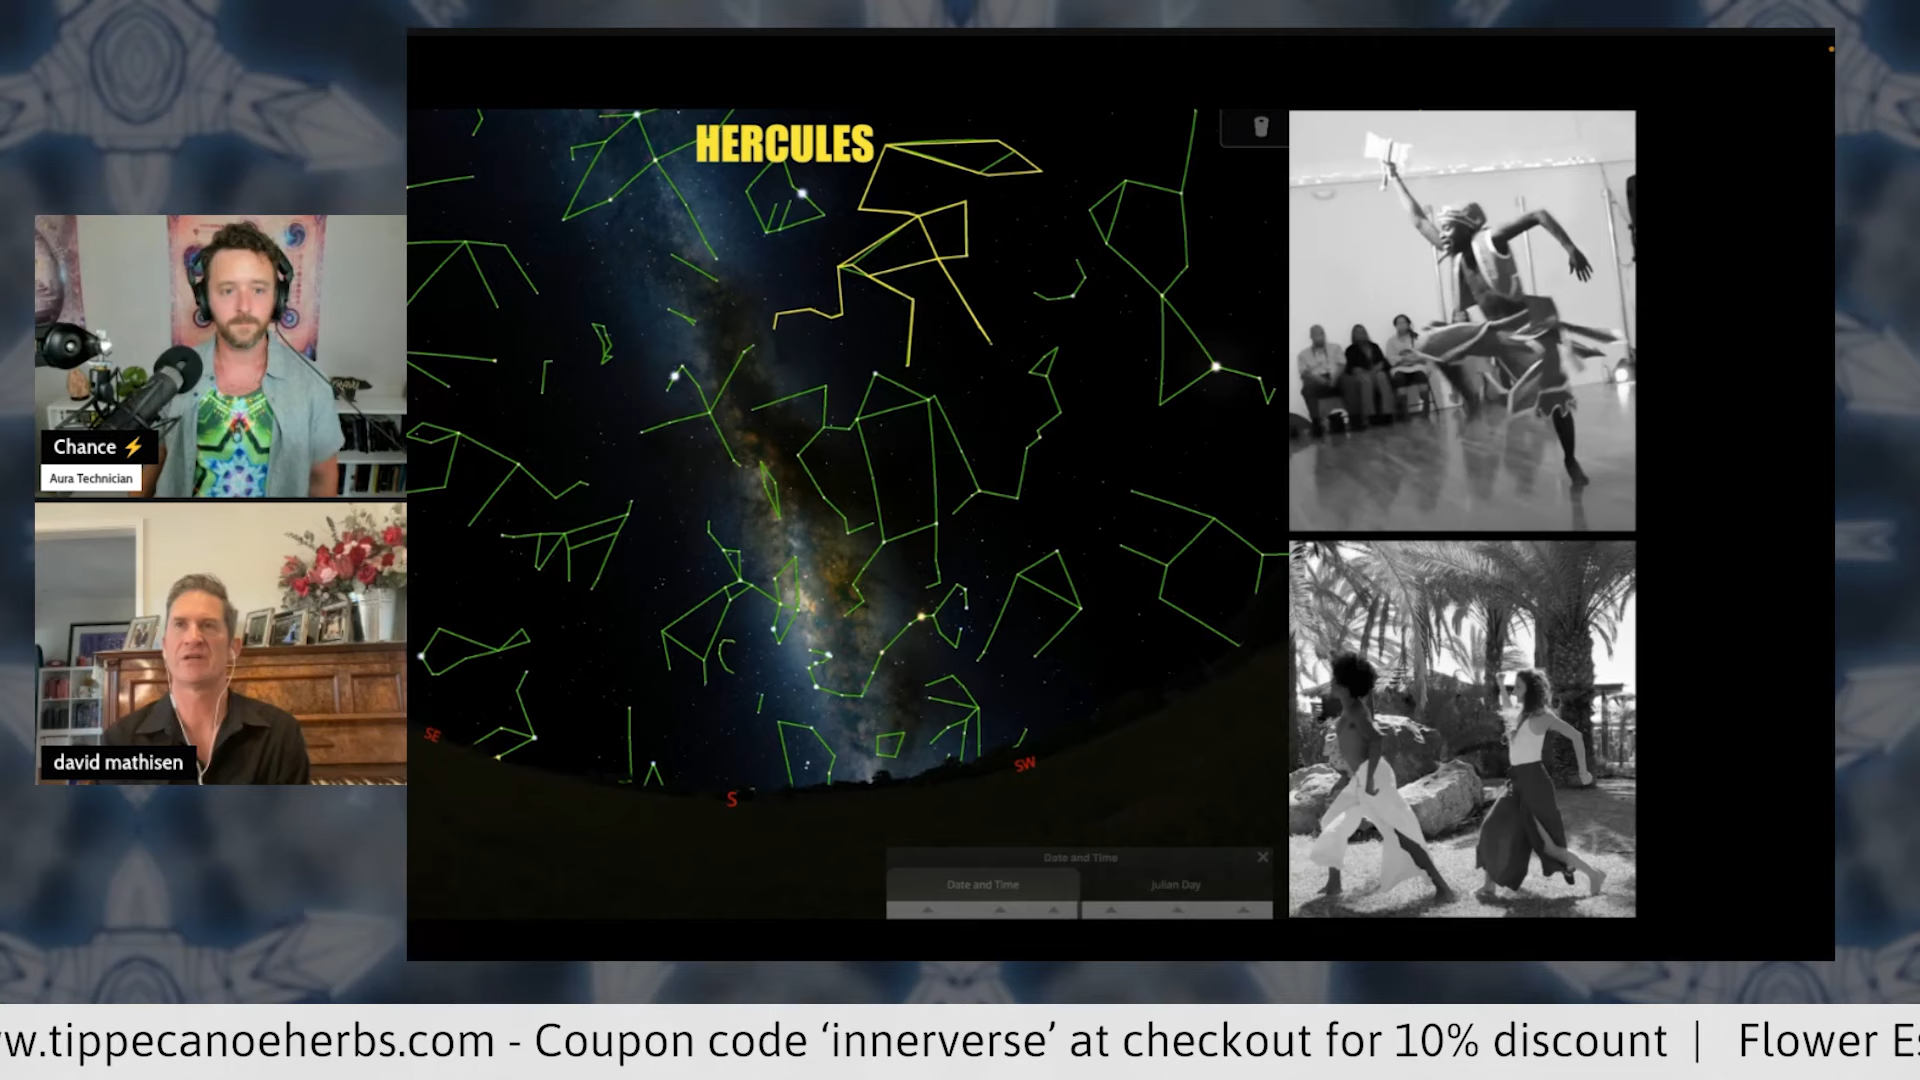 HERCULES
Chance ⚡
Aura Technician
david mathisen
SE
S
SW
Date and Time
Date and Time
Julian Day
w.tippecanoeherbs.com - Coupon code ‘innerverse’ at checkout for 10% discount | Flower Es